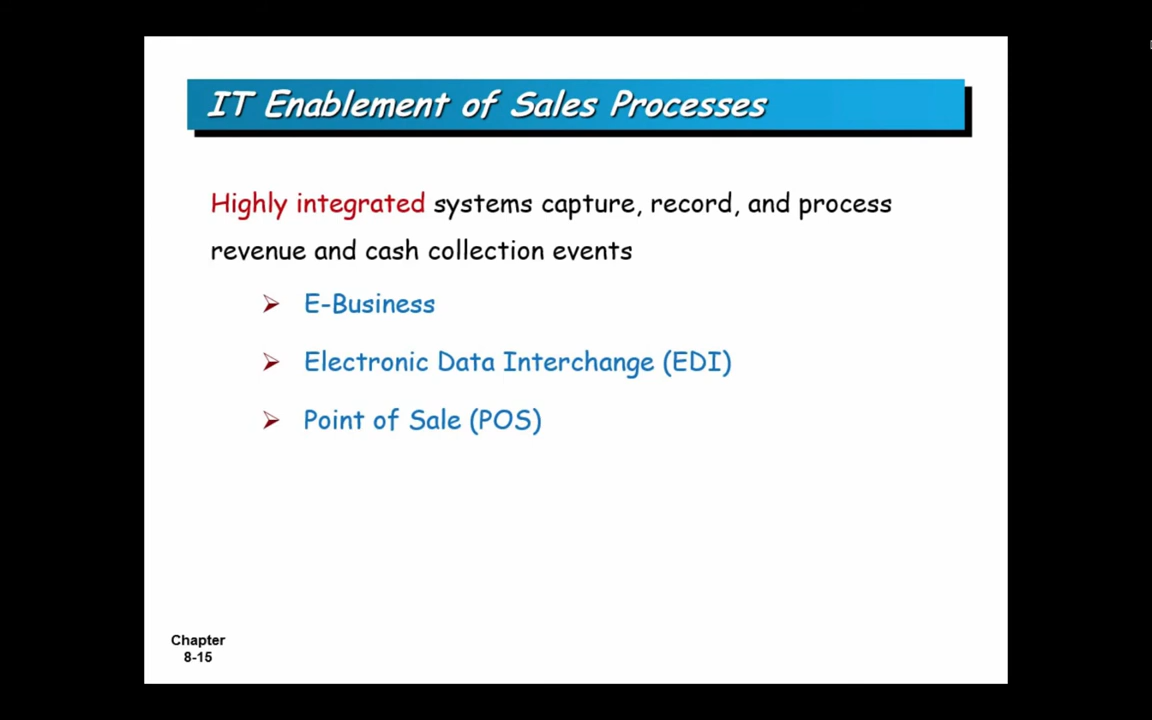 IT Enablement of Sales Processes
Highly integrated systems capture, record, and process
revenue and cash collection events
➢ E-Business
➢ Electronic Data Interchange (EDI)
➢ Point of Sale (POS)
Chapter
8-15